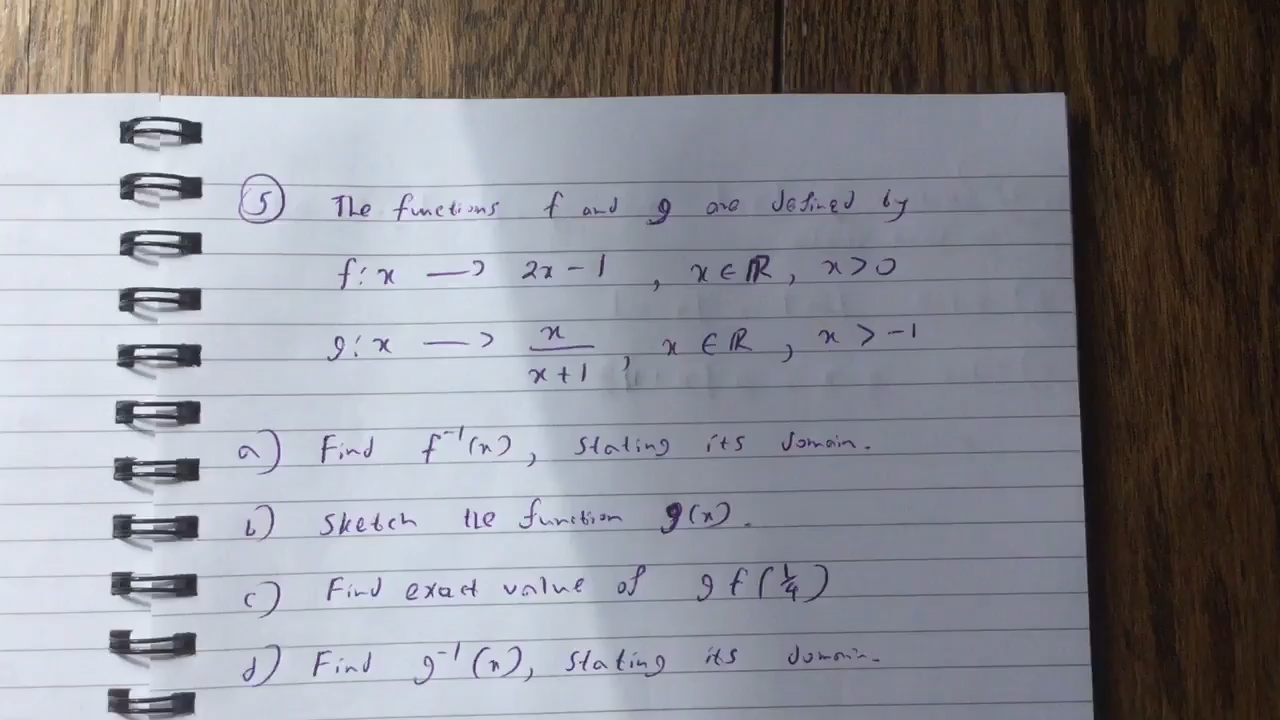 5 The functions f and g are defined by
f : x → 2x - 1 , x ∈ ℝ , x > 0
g : x → x/(x + 1) , x ∈ ℝ , x > -1
a) Find f⁻¹(x) , stating its domain.
b) Sketch the function g(x).
c) Find exact value of gf(1/4)
d) Find g⁻¹(x) , stating its domain.